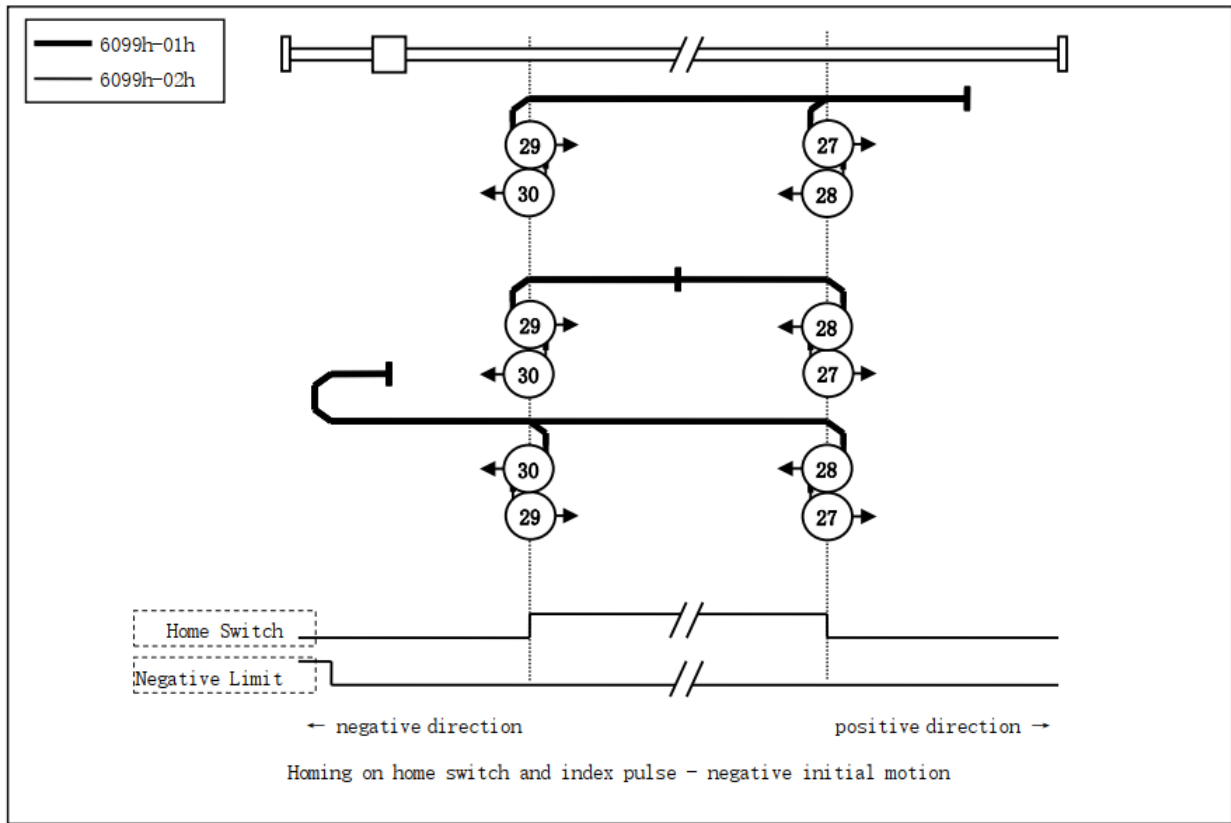 6099h-01h
6099h-02h
29
27
30
28
29
28
30
27
30
28
29
27
Home Switch
Negative Limit
← negative direction
positive direction →
Homing on home switch and index pulse - negative initial motion